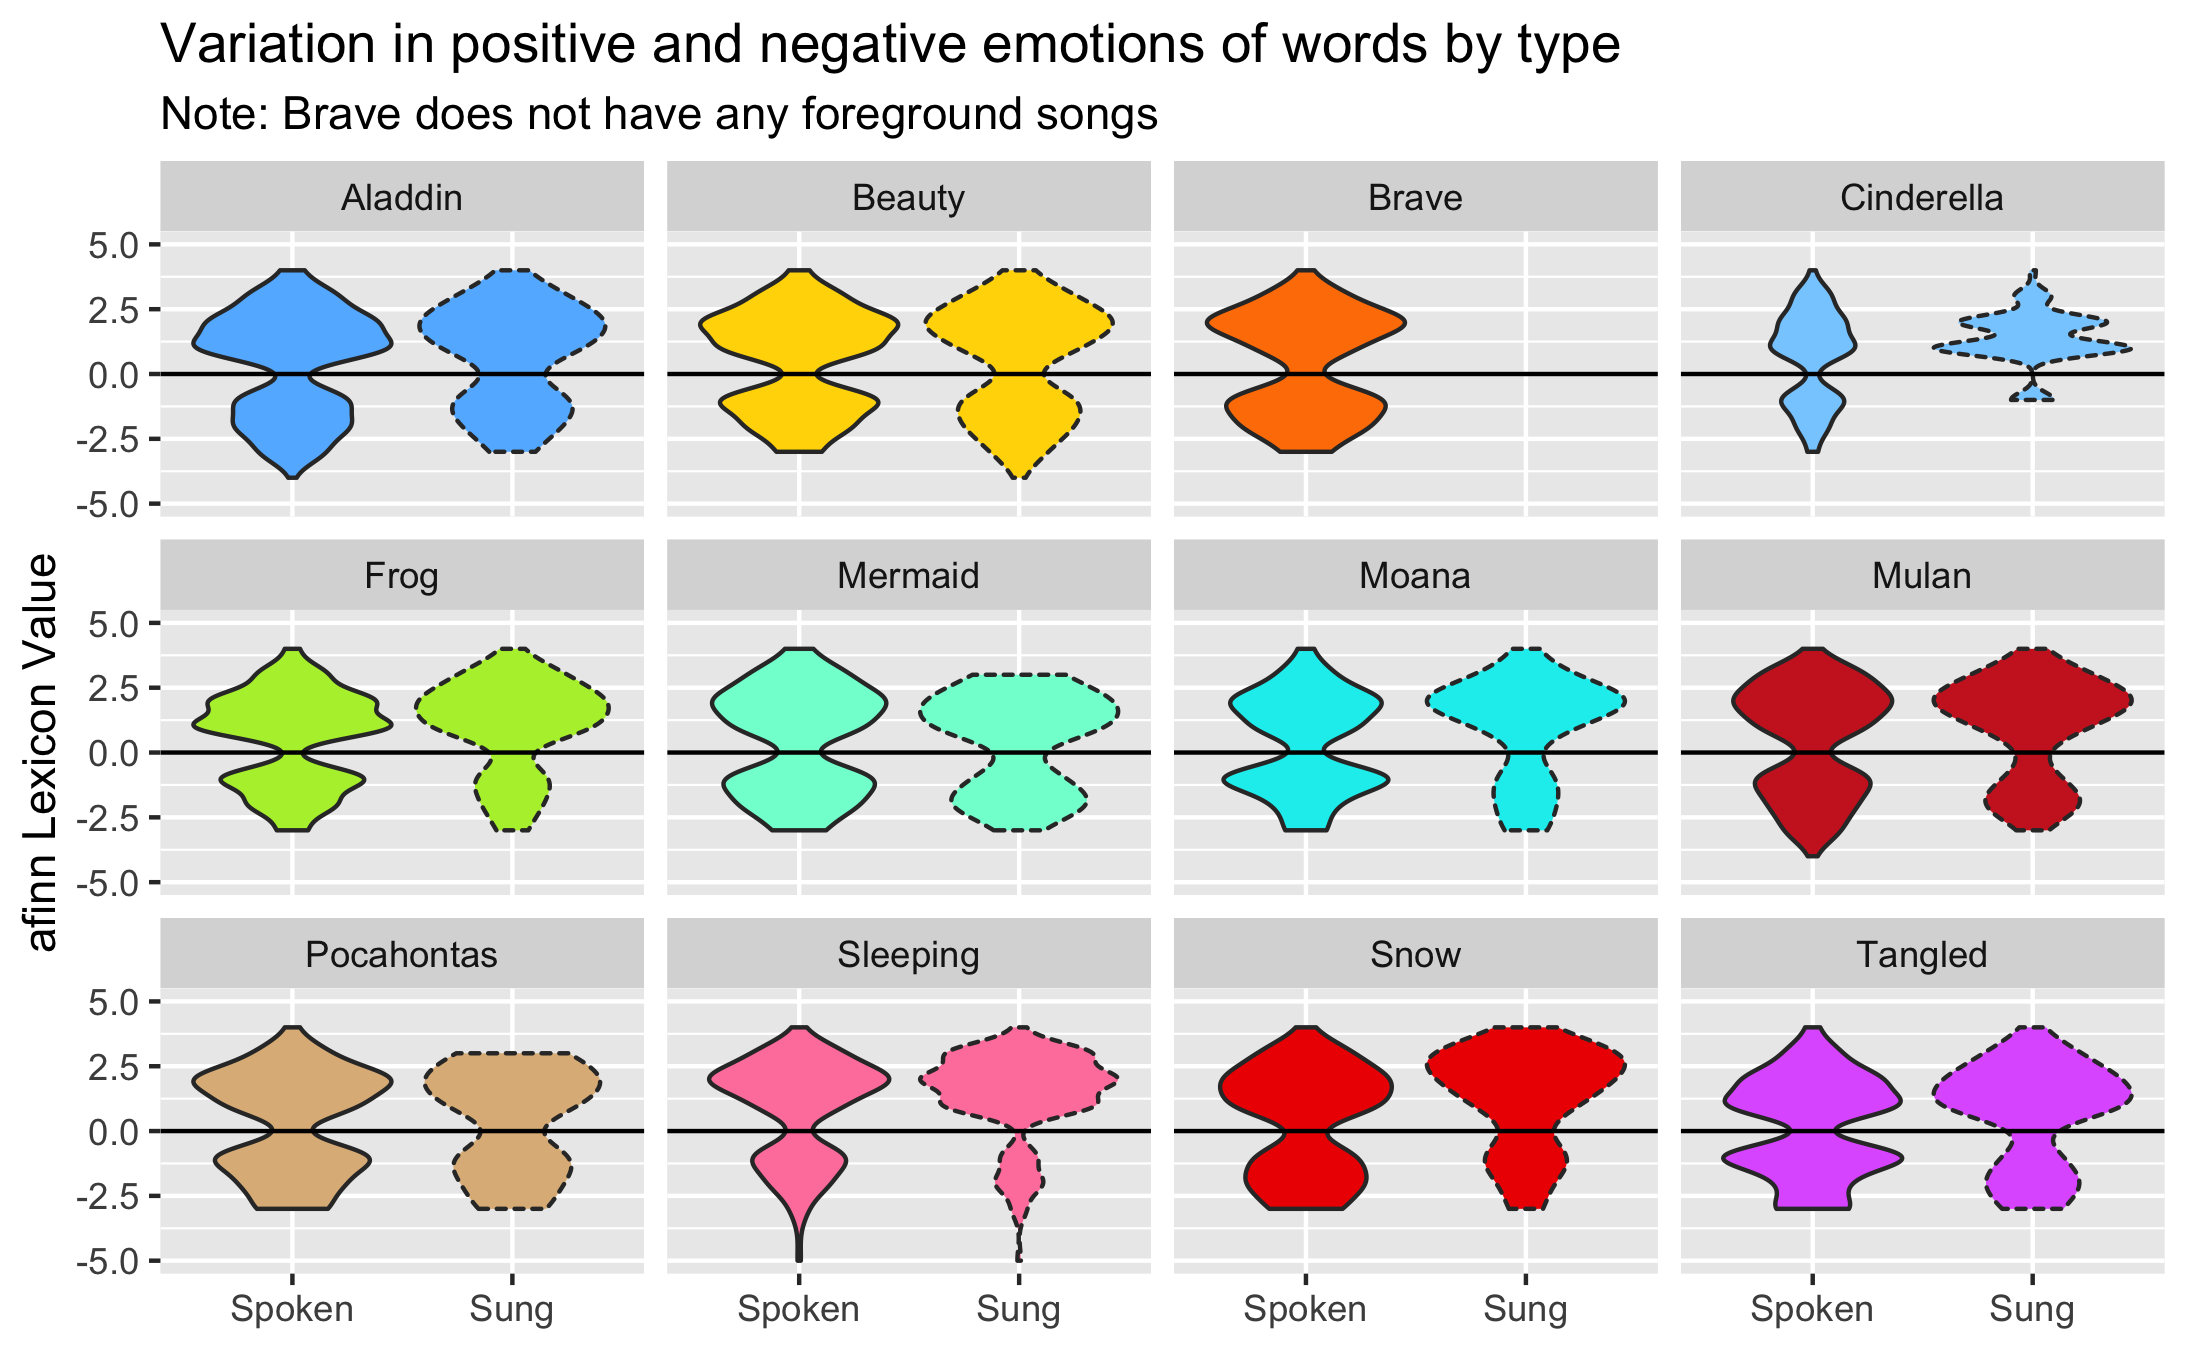 Variation in positive and negative emotions of words by type
Note: Brave does not have any foreground songs
Aladdin Beauty Brave Cinderella
5.0
2.5
0.0
-2.5
-5.0
Frog Mermaid Moana Mulan
5.0
2.5
0.0
-2.5
-5.0
afinn Lexicon Value
Pocahontas Sleeping Snow Tangled
5.0
2.5
0.0
-2.5
-5.0
Spoken Sung Spoken Sung Spoken Sung Spoken Sung